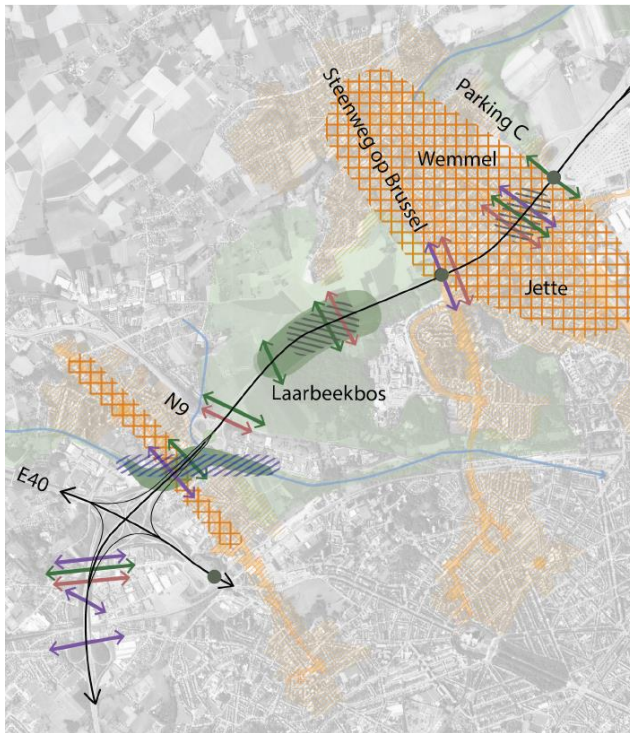 Steenweg op Brussel
Parking C
Wemmel
Jette
Laarbeekbos
N9
E40